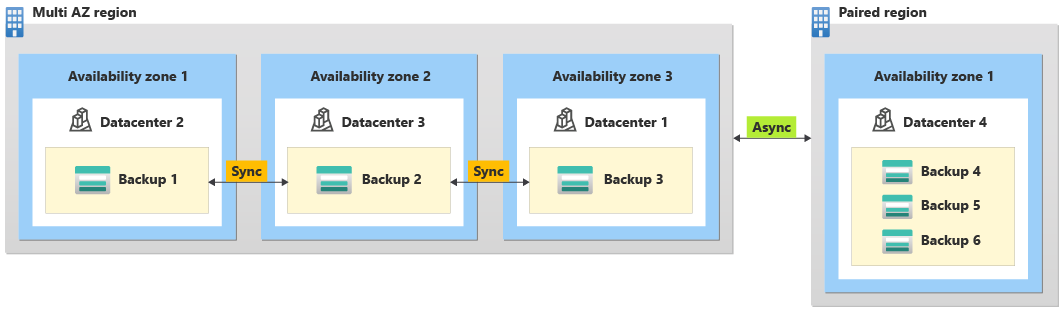 Multi AZ region
Paired region
Availability zone 1
Availability zone 2
Availability zone 3
Availability zone 1
Datacenter 2
Datacenter 3
Datacenter 1
Datacenter 4
Async
Backup 1
Sync
Backup 2
Sync
Backup 3
Backup 4
Backup 5
Backup 6